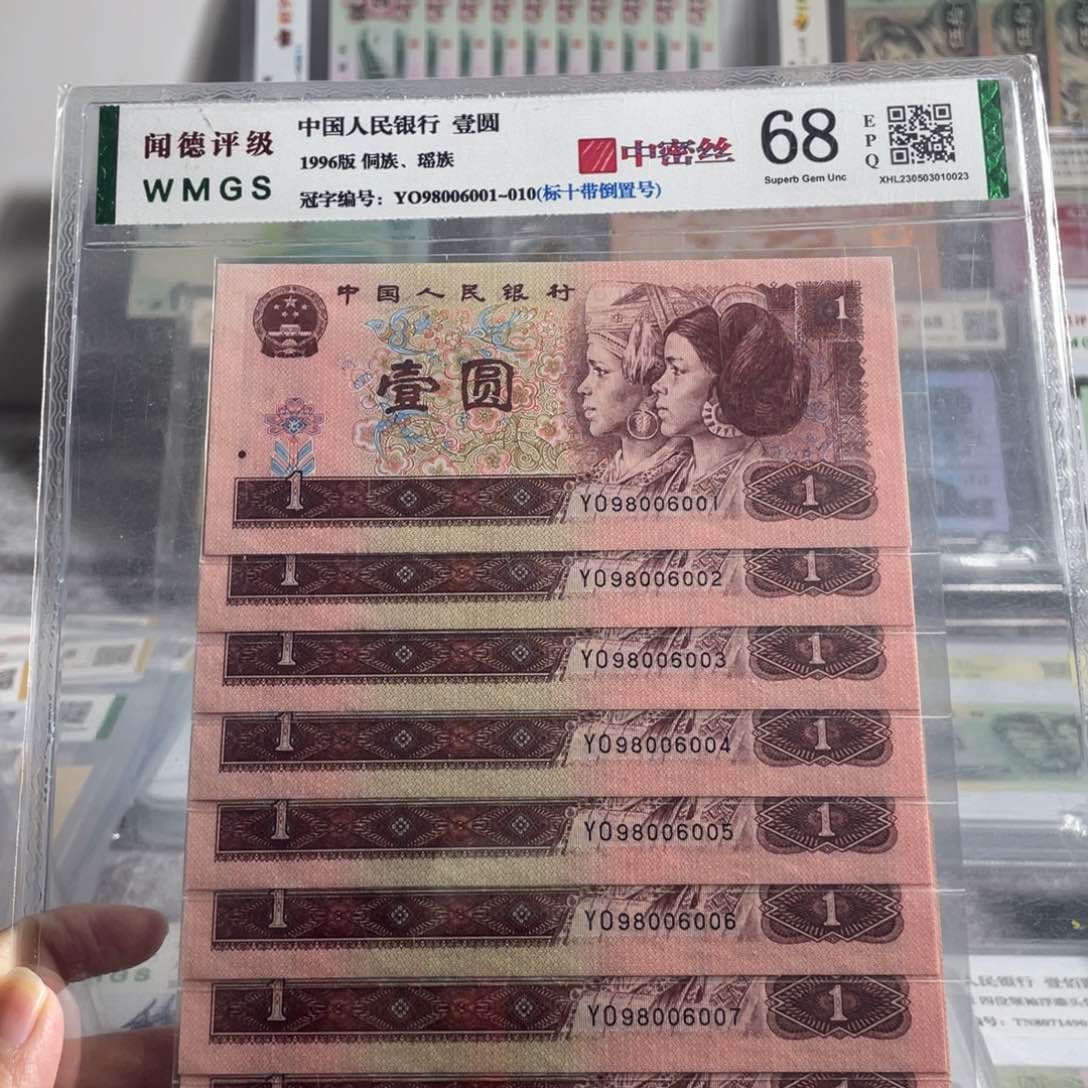 闻德评级
WMGS
中国人民银行 壹圆
1996版 侗族、瑶族
冠字编号：YO98006001~010(标十带倒置号)
中密丝
68
Superb Gem Unc
EPQ
XHL230503010023
中国人民银行
1
壹圆
1
YO98006001
1
1
YO98006002
1
1
YO98006003
1
1
YO98006004
1
1
YO98006005
1
1
YO98006006
1
1
YO98006007
1
WMGS